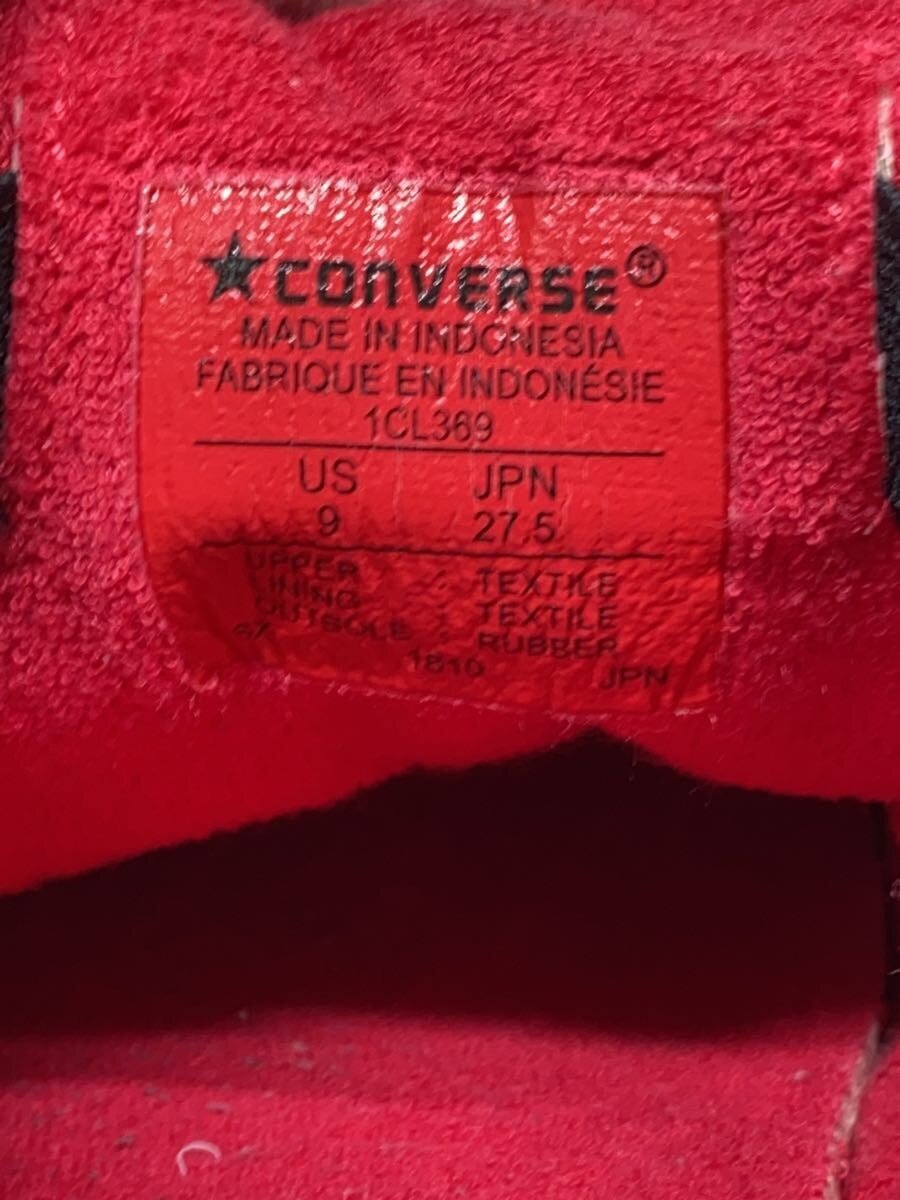 ★CONVERSE®
MADE IN INDONESIA
FABRIQUE EN INDONÉSIE
1CL369
US JPN
9 27.5
UPPER : TEXTILE
LINING : TEXTILE
OUTSOLE : RUBBER
1810 JPN